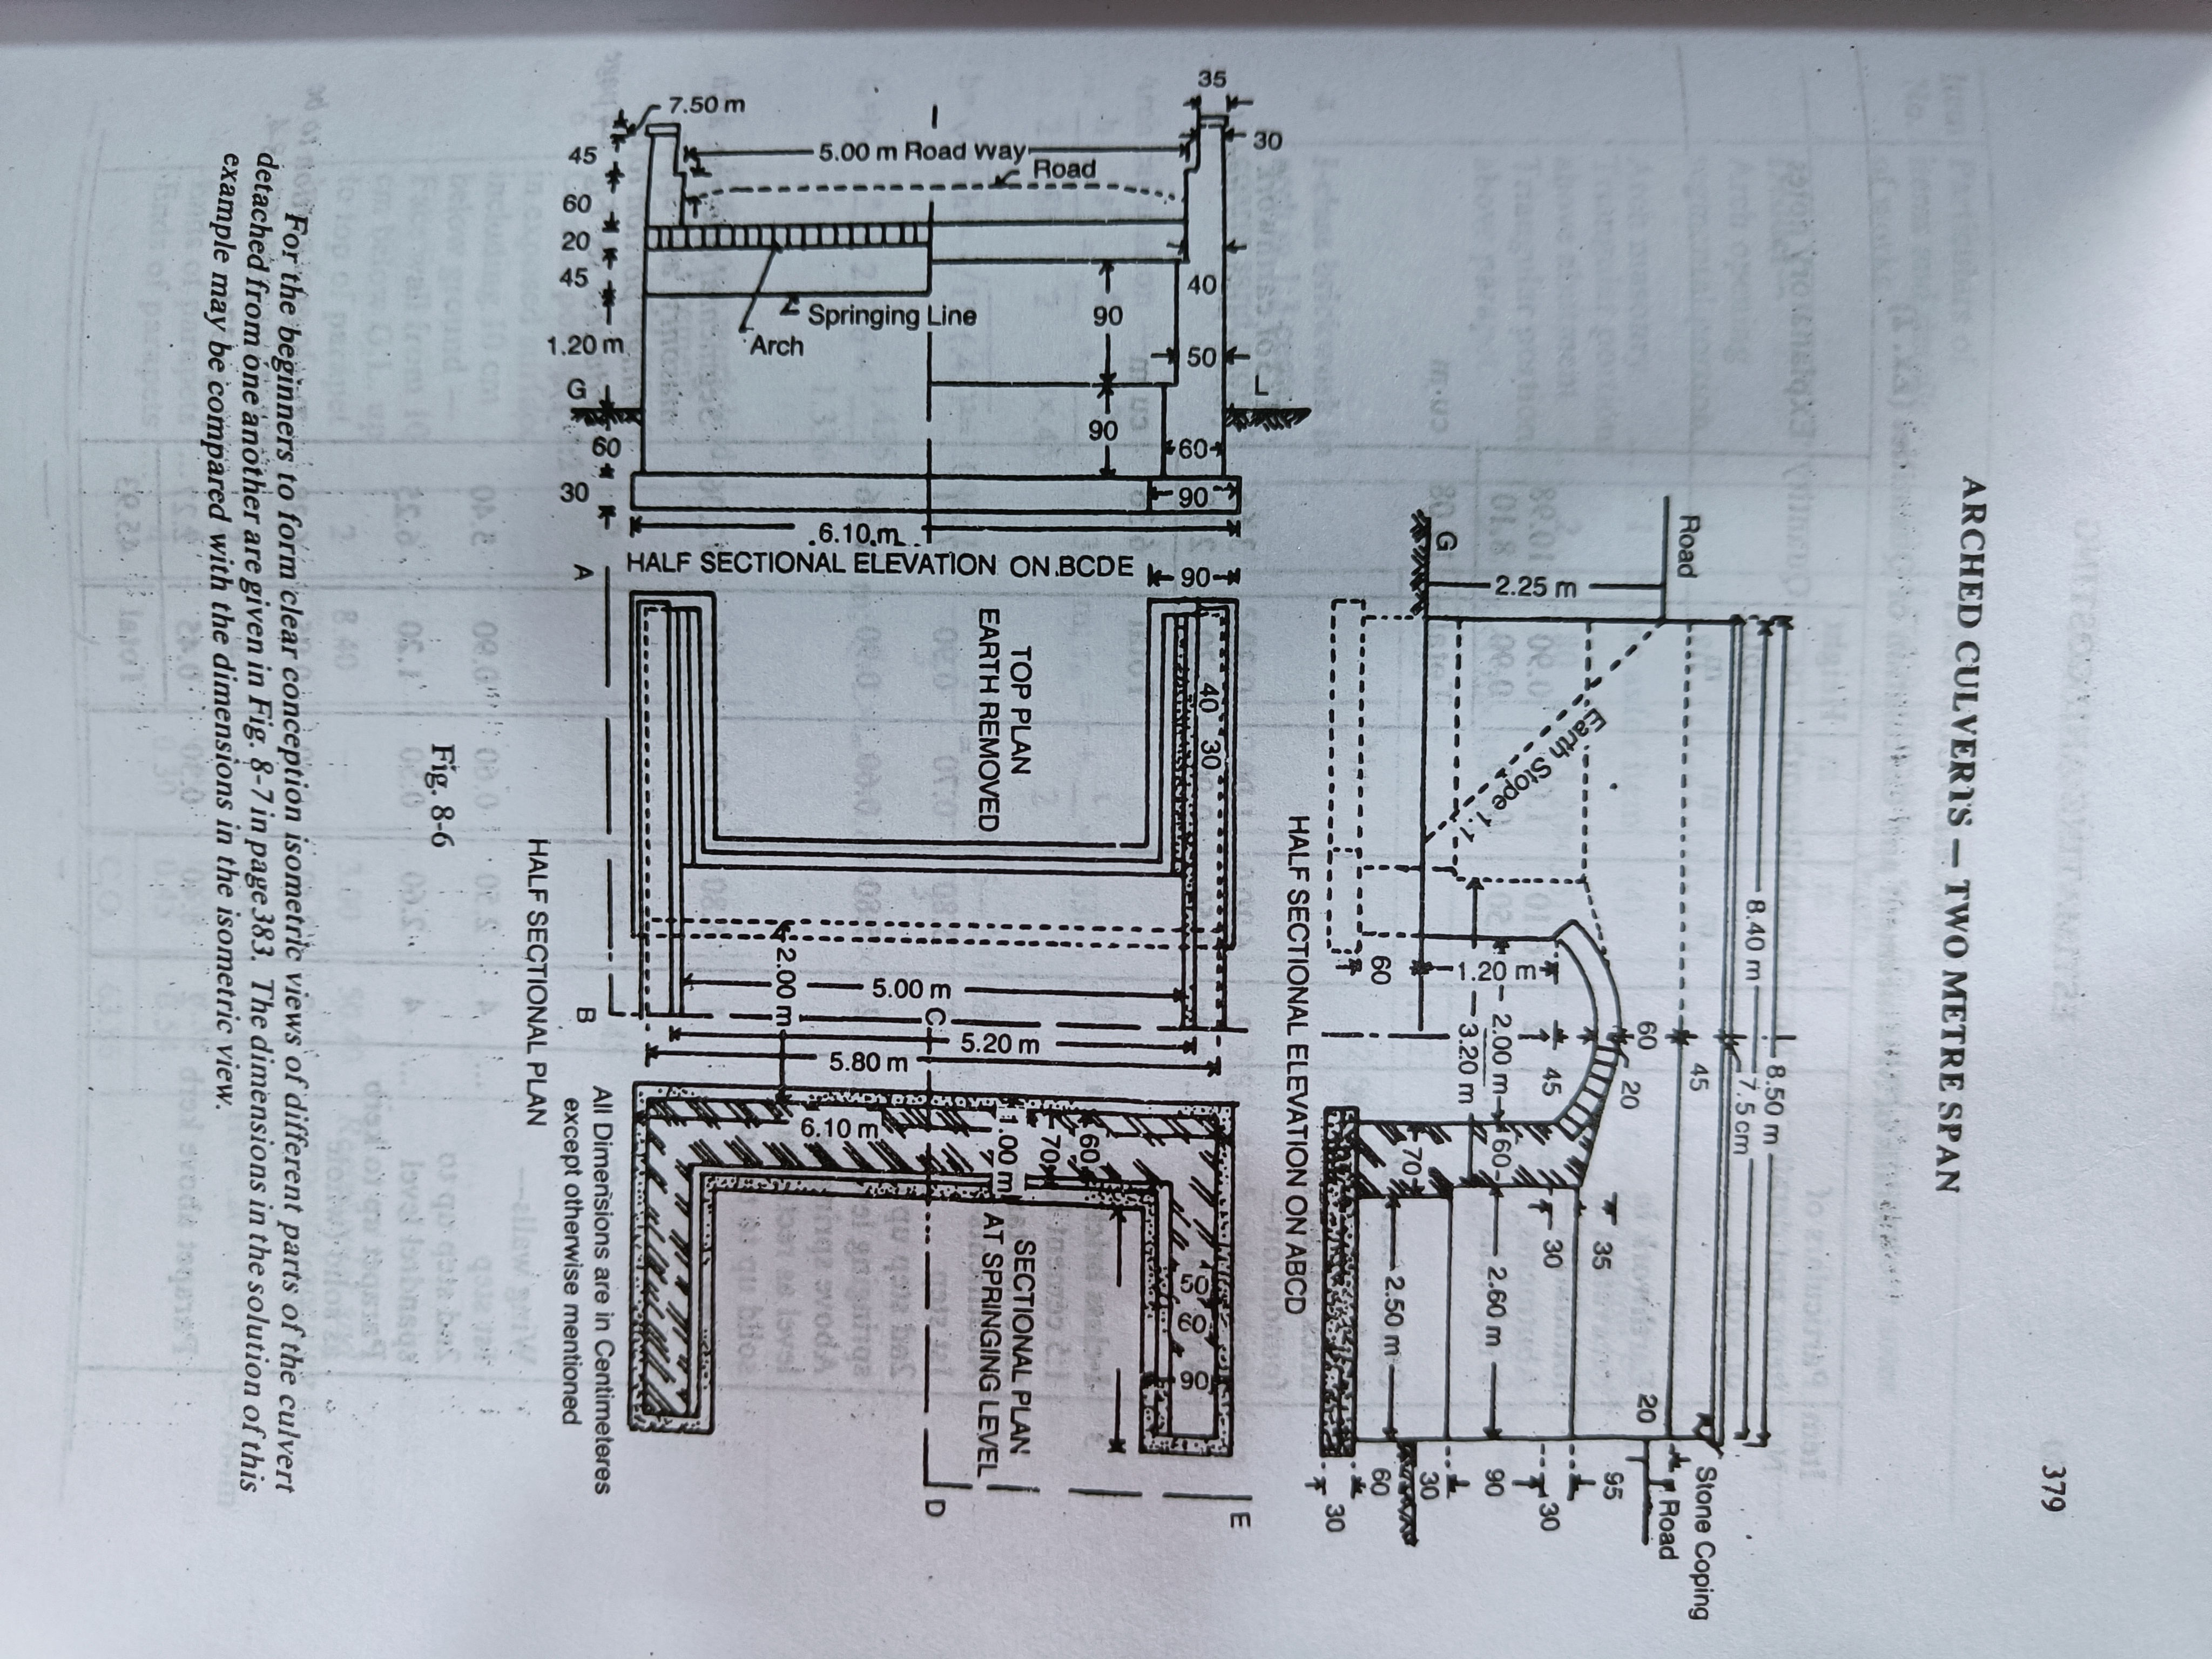 379
ARCHED CULVERTS — TWO METRE SPAN
8.50 m
8.40 m
7.5 cm
Stone Coping
Road
Road
2.25 m
G
Earth Slope 1:1
60
45
20
45
1.20 m
2.00 m
3.20 m
60
60
70
35
30
2.60 m
2.50 m
20
95
30
90
30
60
30
HALF SECTIONAL ELEVATION ON ABCD
35
30
7.50 m
5.00 m Road Way
Road
45
60
20
45
1.20 m
G
60
30
Springing Line
Arch
40
90
50
L
90
60
90
6.10 m
HALF SECTIONAL ELEVATION ON BCDE
90
40 30
TOP PLAN
EARTH REMOVED
2.00 m
5.00 m
C
5.20 m
5.80 m
A
B
6.10 m
1.00 m
70
60
50
60
90
SECTIONAL PLAN
AT SPRINGING LEVEL
D
E
HALF SECTIONAL PLAN
All Dimensions are in Centimeteres
except otherwise mentioned
Fig. 8-6
For the beginners to form clear conception isometric views of different parts of the culvert
detached from one another are given in Fig. 8-7 in page 383. The dimensions in the solution of this
example may be compared with the dimensions in the isometric view.